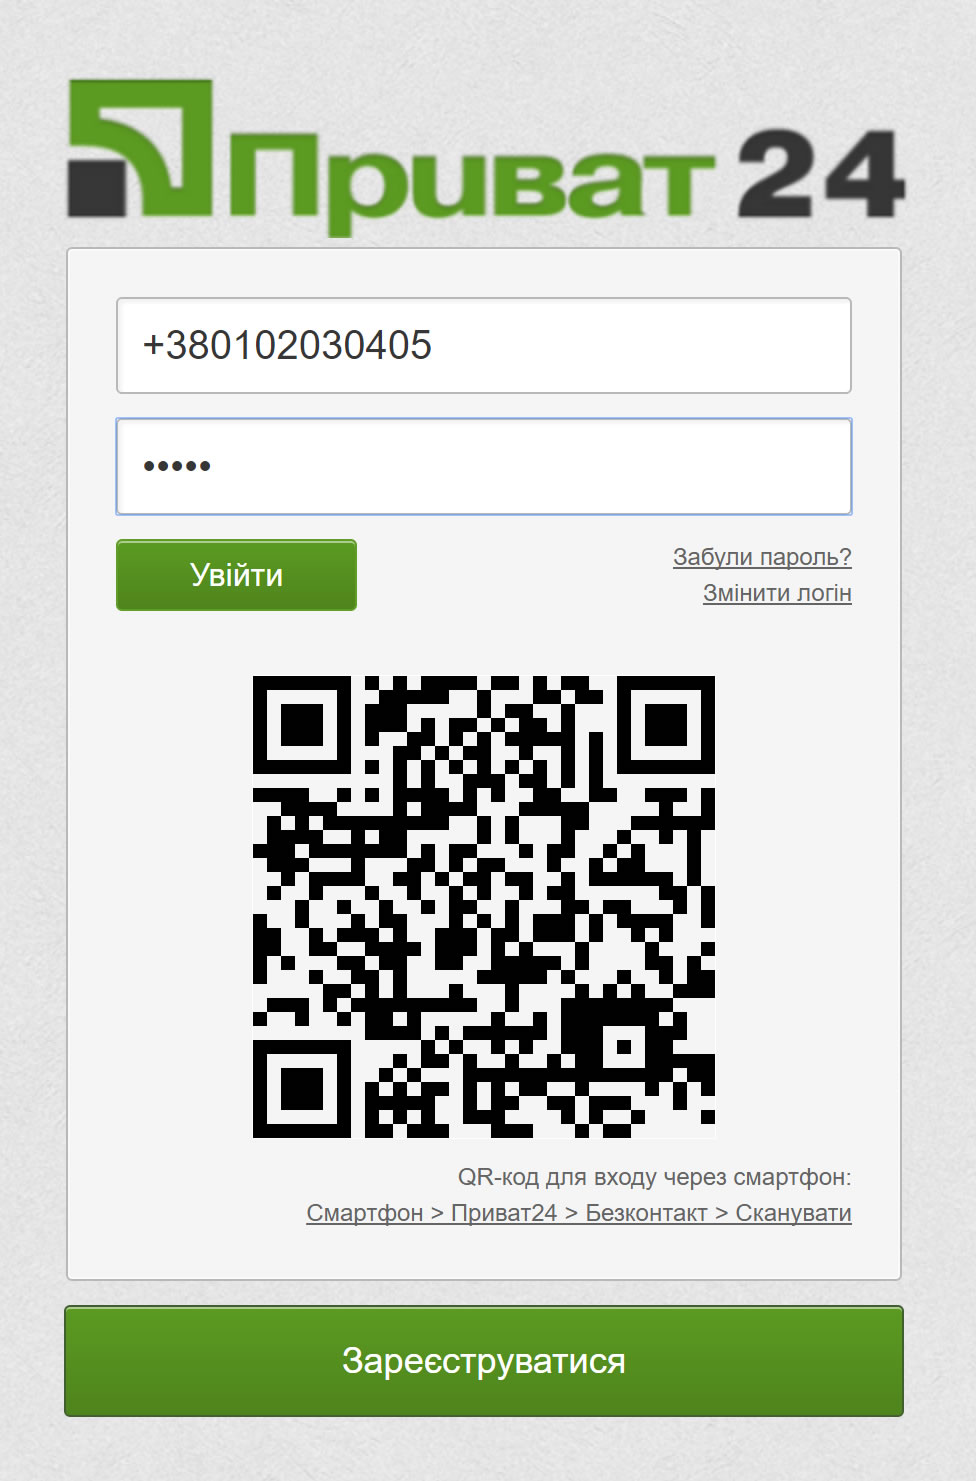 Приват 24
+380102030405
•••••
Увійти
Забули пароль?
Змінити логін
QR-код для входу через смартфон:
Смартфон > Приват24 > Безконтакт > Сканувати
Зареєструватися